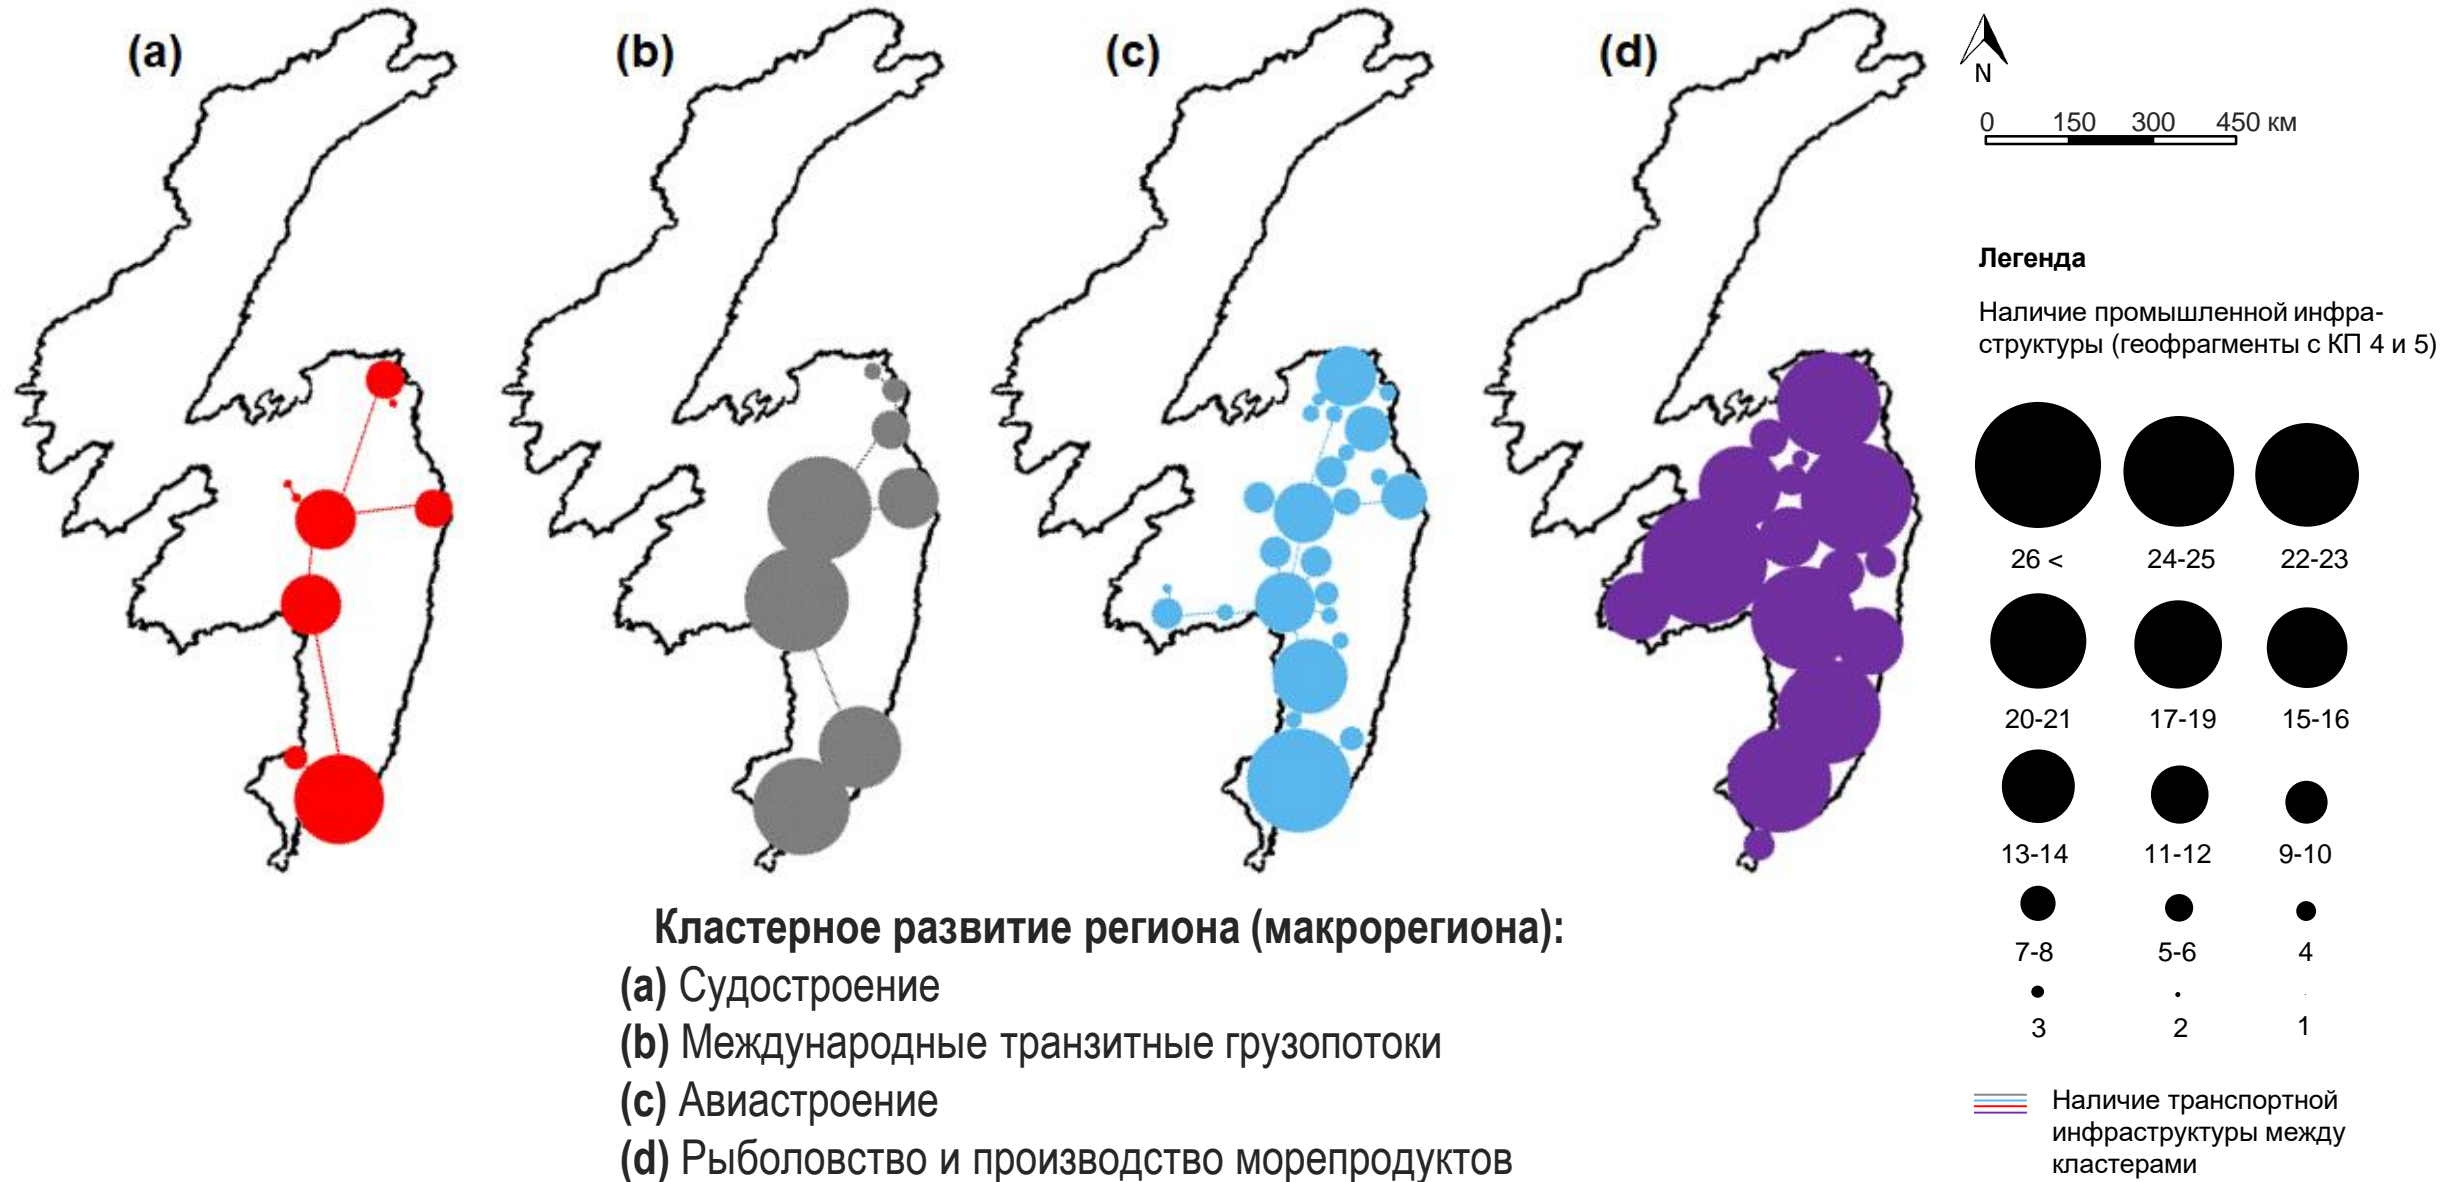 (a)
(b)
(c)
(d)
N
0 150 300 450 км
Легенда
Наличие промышленной инфра-
структуры (геофрагменты с КП 4 и 5)
26 < 24-25 22-23
20-21 17-19 15-16
13-14 11-12 9-10
7-8 5-6 4
3 2 1
Наличие транспортной
инфраструктуры между
кластерами
Кластерное развитие региона (макрорегиона):
(a) Судостроение
(b) Международные транзитные грузопотоки
(c) Авиастроение
(d) Рыболовство и производство морепродуктов